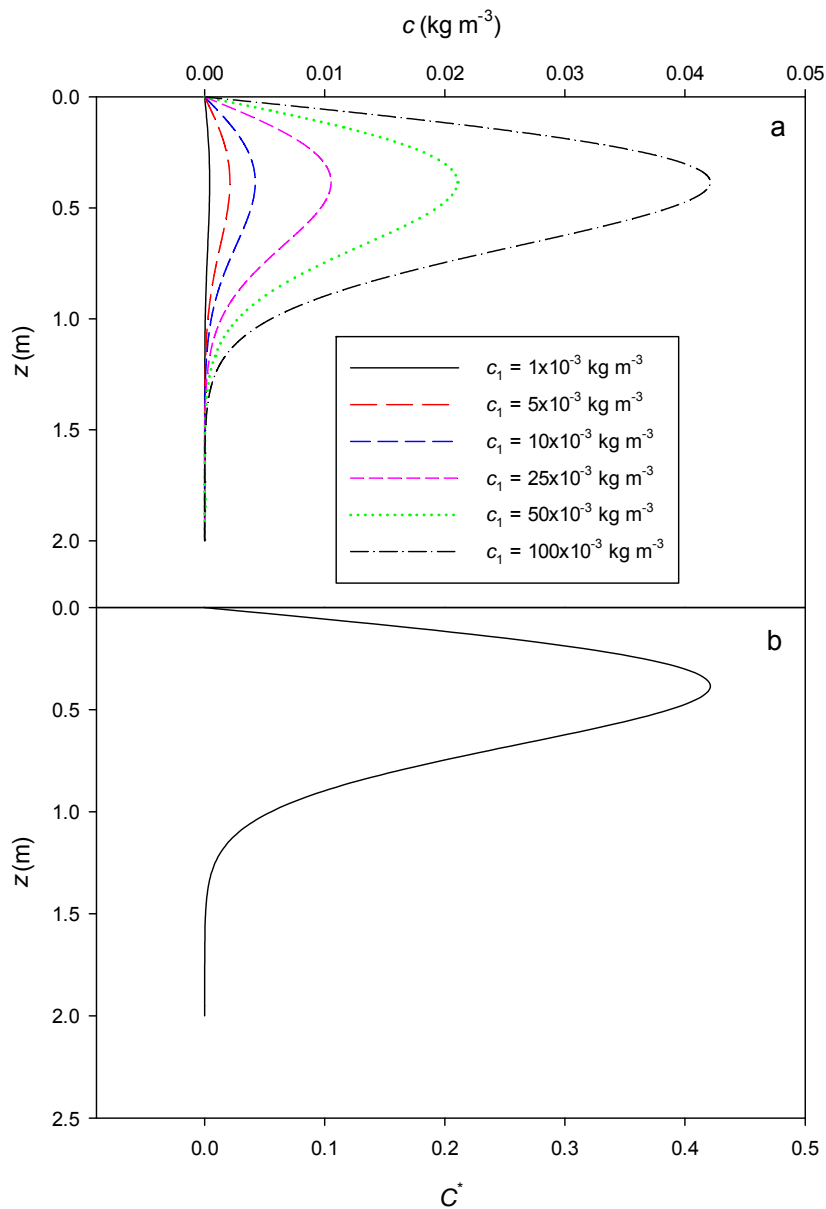 c (kg m⁻³)
0.00 0.01 0.02 0.03 0.04 0.05
0.0
a
0.5
1.0
z (m)
c₁ = 1x10⁻³ kg m⁻³
c₁ = 5x10⁻³ kg m⁻³
1.5
c₁ = 10x10⁻³ kg m⁻³
c₁ = 25x10⁻³ kg m⁻³
c₁ = 50x10⁻³ kg m⁻³
2.0
c₁ = 100x10⁻³ kg m⁻³
0.0
b
0.5
1.0
z (m)
1.5
2.0
2.5
0.0 0.1 0.2 0.3 0.4 0.5
C*